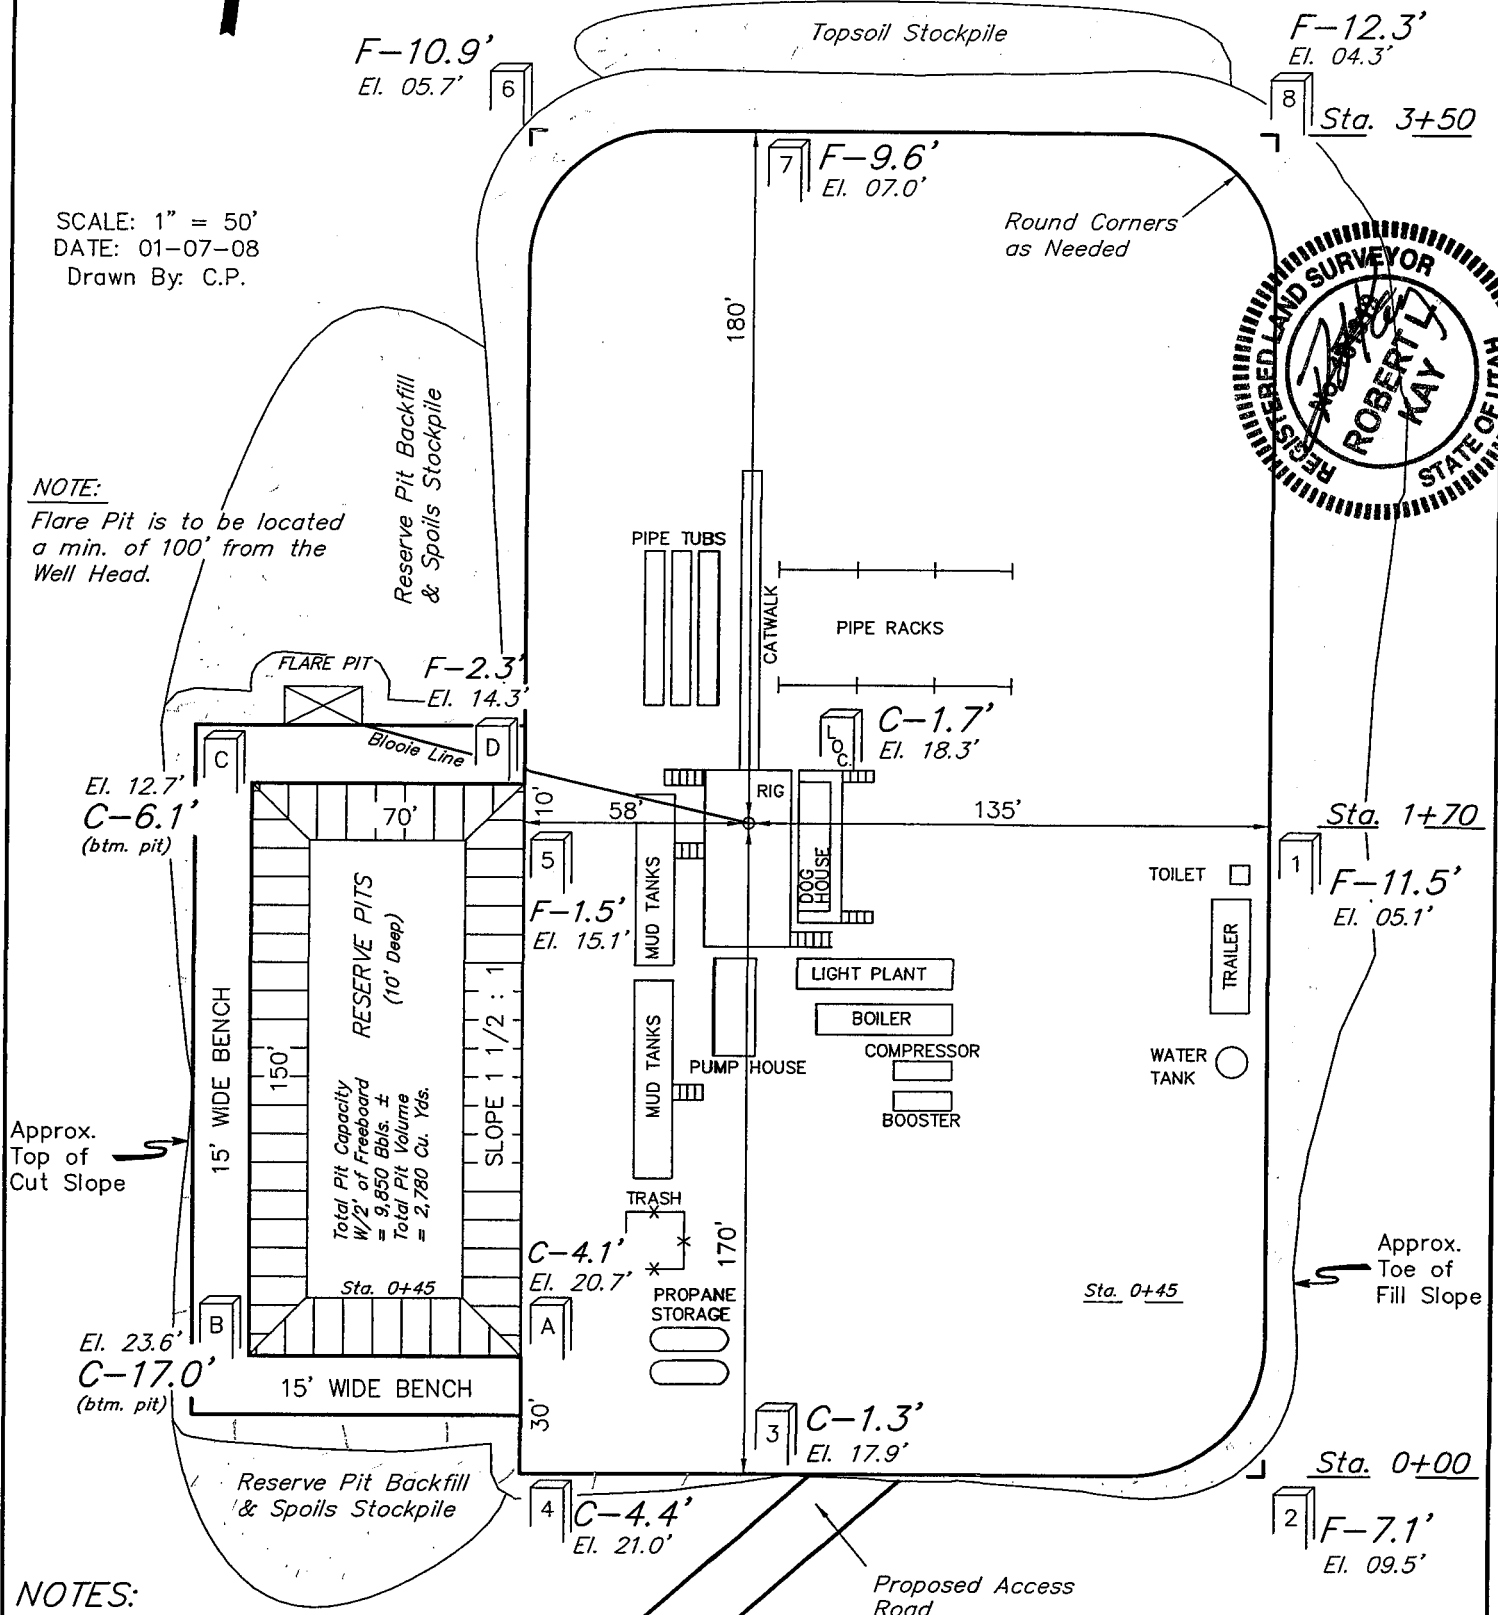 Topsoil Stockpile
F-10.9'
El. 05.7'
6
F-12.3'
El. 04.3'
8
Sta. 3+50
7
F-9.6'
El. 07.0'
SCALE: 1" = 50'
DATE: 01-07-08
Drawn By: C.P.
Round Corners
as Needed
REGISTERED LAND SURVEYOR
ROBERT L.
KAY
STATE OF UTAH
180'
Reserve Pit Backfill
& Spoils Stockpile
NOTE:
Flare Pit is to be located
a min. of 100' from the
Well Head.
PIPE TUBS
CATWALK
PIPE RACKS
FLARE PIT
F-2.3'
El. 14.3'
Blooie Line
D
C
LOC.
C-1.7'
El. 18.3'
El. 12.7'
C-6.1'
(btm. pit)
70'
10'
58'
RIG
135'
Sta. 1+70
1
F-11.5'
El. 05.1'
5
F-1.5'
El. 15.1'
MUD TANKS
DOG
HOUSE
TOILET
TRAILER
LIGHT PLANT
BOILER
COMPRESSOR
BOOSTER
WATER
TANK
MUD TANKS
PUMP HOUSE
RESERVE PITS
(10' Deep)
SLOPE 1 1/2 : 1
150'
15' WIDE BENCH
Total Pit Capacity
W/2' of Freeboard
= 9,850 Bbls. ±
Total Pit Volume
= 2,780 Cu. Yds.
Approx.
Top of
Cut Slope
TRASH
170'
C-4.1'
El. 20.7'
A
PROPANE
STORAGE
Sta. 0+45
Sta. 0+45
Approx.
Toe of
Fill Slope
B
El. 23.6'
C-17.0'
(btm. pit)
15' WIDE BENCH
30'
3
C-1.3'
El. 17.9'
Sta. 0+00
Reserve Pit Backfill
& Spoils Stockpile
4
C-4.4'
El. 21.0'
2
F-7.1'
El. 09.5'
NOTES:
Proposed Access
Road